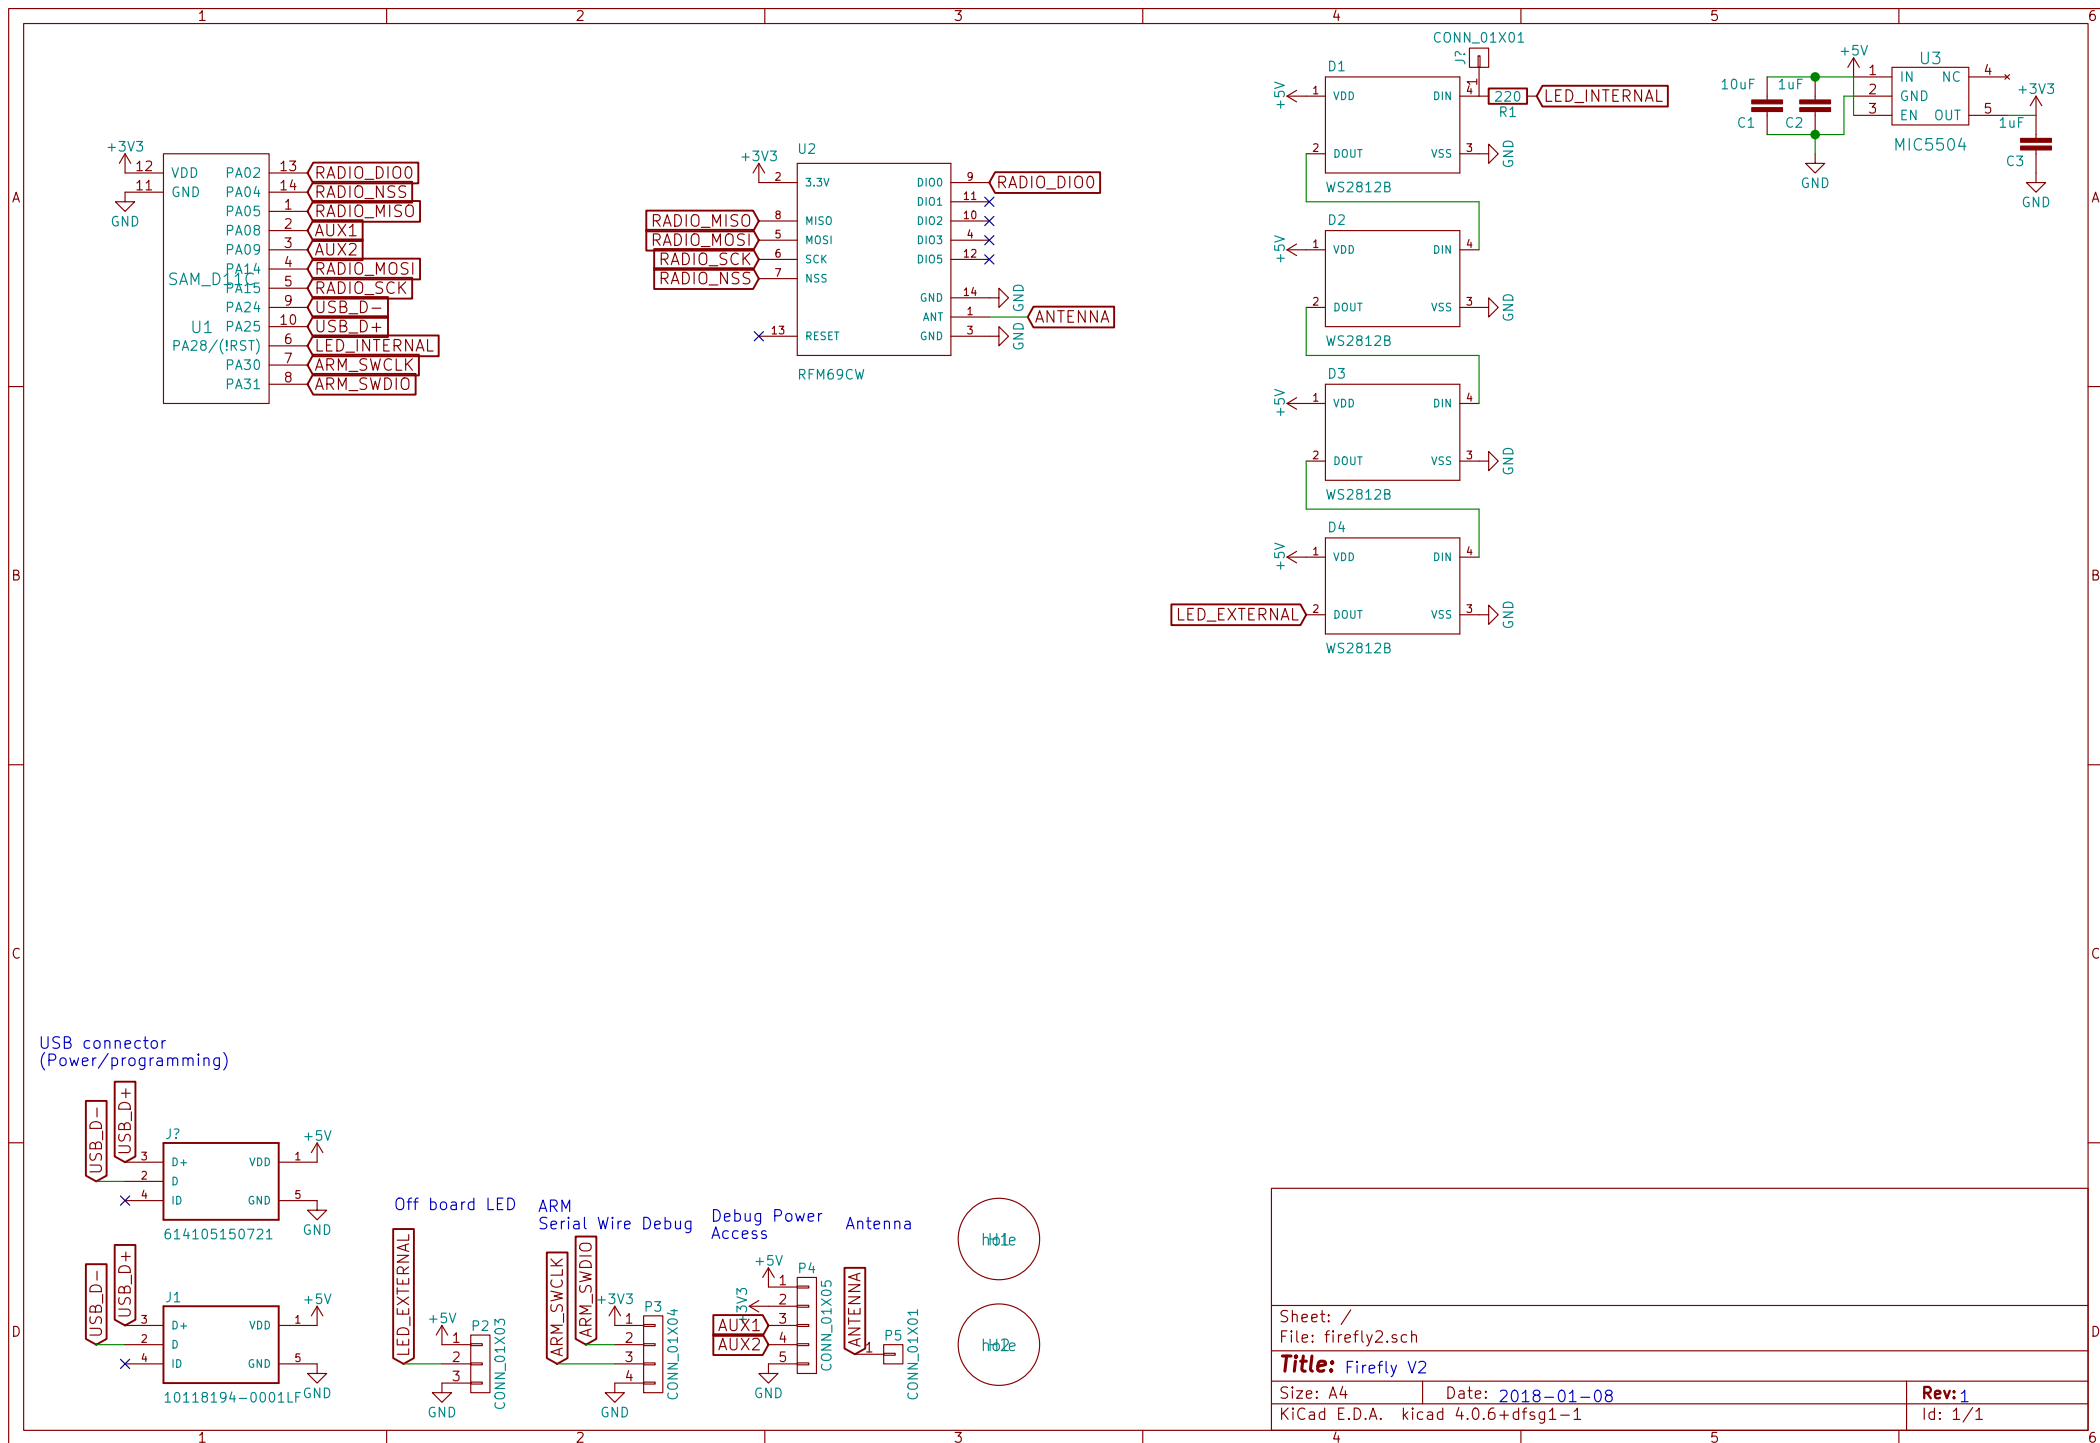 1 2 3 4 5 6
A
B
C
D
A
B
C
D
1 2 3 4 5 6
+3V3
12 VDD
11 GND
GND
SAM_D11C
U1
PA02 13 RADIO_DIO0
PA04 14 RADIO_NSS
PA05 1 RADIO_MISO
PA08 2 AUX1
PA09 3 AUX2
PA14 4 RADIO_MOSI
PA15 5 RADIO_SCK
PA24 9 USB_D-
PA25 10 USB_D+
PA28/(!RST) 6 LED_INTERNAL
PA30 7 ARM_SWCLK
PA31 8 ARM_SWDIO
U2
+3V3
2 3.3V
RADIO_MISO 8 MISO
RADIO_MOSI 5 MOSI
RADIO_SCK 6 SCK
RADIO_NSS 7 NSS
13 RESET
DIO0 9 RADIO_DIO0
DIO1 11
DIO2 10
DIO3 4
DIO5 12
GND 14 GND
ANT 1 ANTENNA
GND 3 GND
RFM69CW
CONN_01X01
J?
1
D1
+5V 1 VDD
DIN 4 220 LED_INTERNAL
R1
2 DOUT
VSS 3 GND
WS2812B
D2
+5V 1 VDD
DIN 4
2 DOUT
VSS 3 GND
WS2812B
D3
+5V 1 VDD
DIN 4
2 DOUT
VSS 3 GND
WS2812B
D4
+5V 1 VDD
DIN 4
LED_EXTERNAL 2 DOUT
VSS 3 GND
WS2812B
+5V
U3
10uF
C1
1uF
C2
GND
1 IN NC 4
2 GND
3 EN OUT 5
MIC5504
+3V3
1uF
C3
GND
USB connector
(Power/programming)
USB_D-
USB_D+
J?
3 D+ VDD 1 +5V
2 D
4 ID GND 5
GND
614105150721
USB_D-
USB_D+
J1
3 D+ VDD 1 +5V
2 D
4 ID GND 5
GND
10118194-0001LF
Off board LED
LED_EXTERNAL
+5V
P2
1
2
3
GND
CONN_01X03
ARM
Serial Wire Debug
ARM_SWCLK
ARM_SWDIO
+3V3
P3
1
2
3
4
GND
CONN_01X04
Debug Power
Access
+5V
P4
1
3V3 2
AUX1 3
AUX2 4
5
GND
CONN_01X05
Antenna
ANTENNA
P5
1
CONN_01X01
hole
H1
hole
H2
Sheet: /
File: firefly2.sch
Title: Firefly V2
Size: A4 Date: 2018-01-08 Rev: 1
KiCad E.D.A. kicad 4.0.6+dfsg1-1 Id: 1/1